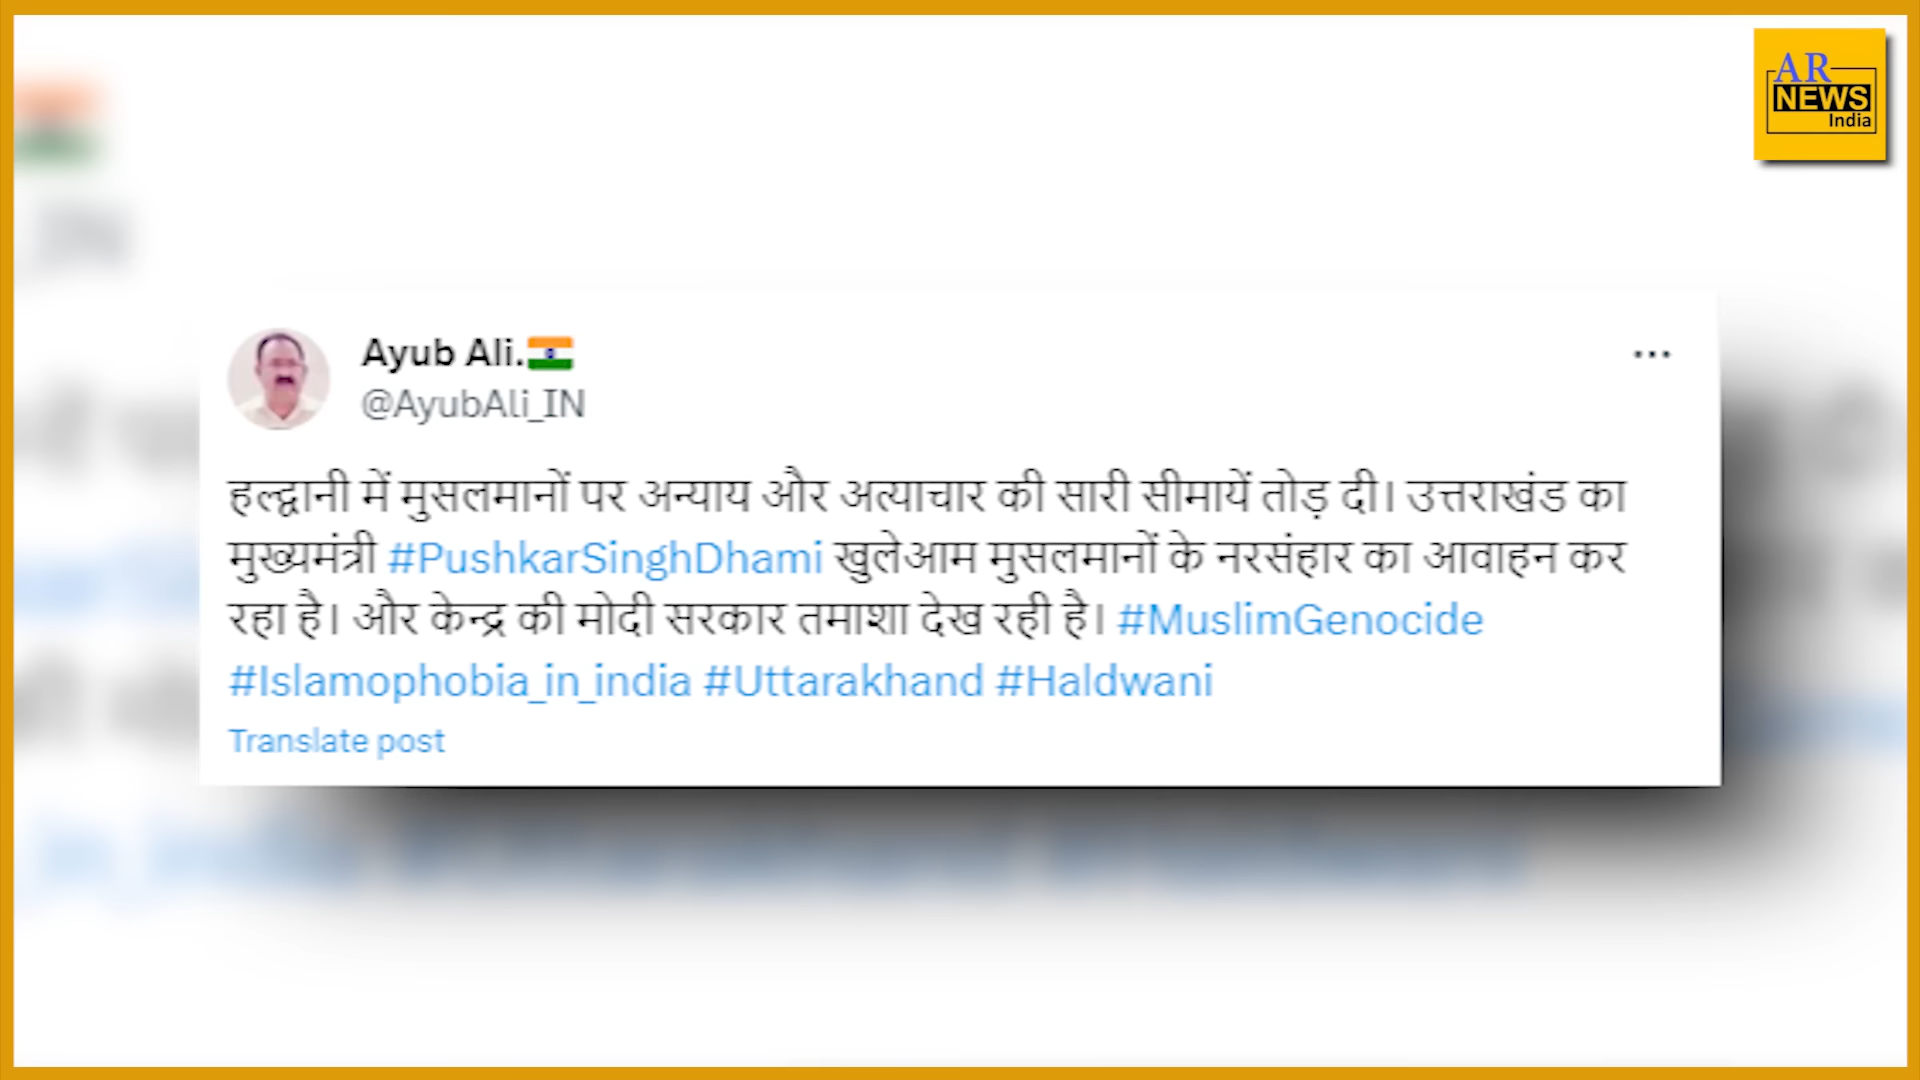 AR
NEWS
India
Ayub Ali.
@AyubAli_IN
हल्द्वानी में मुसलमानों पर अन्याय और अत्याचार की सारी सीमायें तोड़ दी। उत्तराखंड का
मुख्यमंत्री #PushkarSinghDhami खुलेआम मुसलमानों के नरसंहार का आवाहन कर
रहा है। और केन्द्र की मोदी सरकार तमाशा देख रही है। #MuslimGenocide
#Islamophobia_in_india #Uttarakhand #Haldwani
Translate post